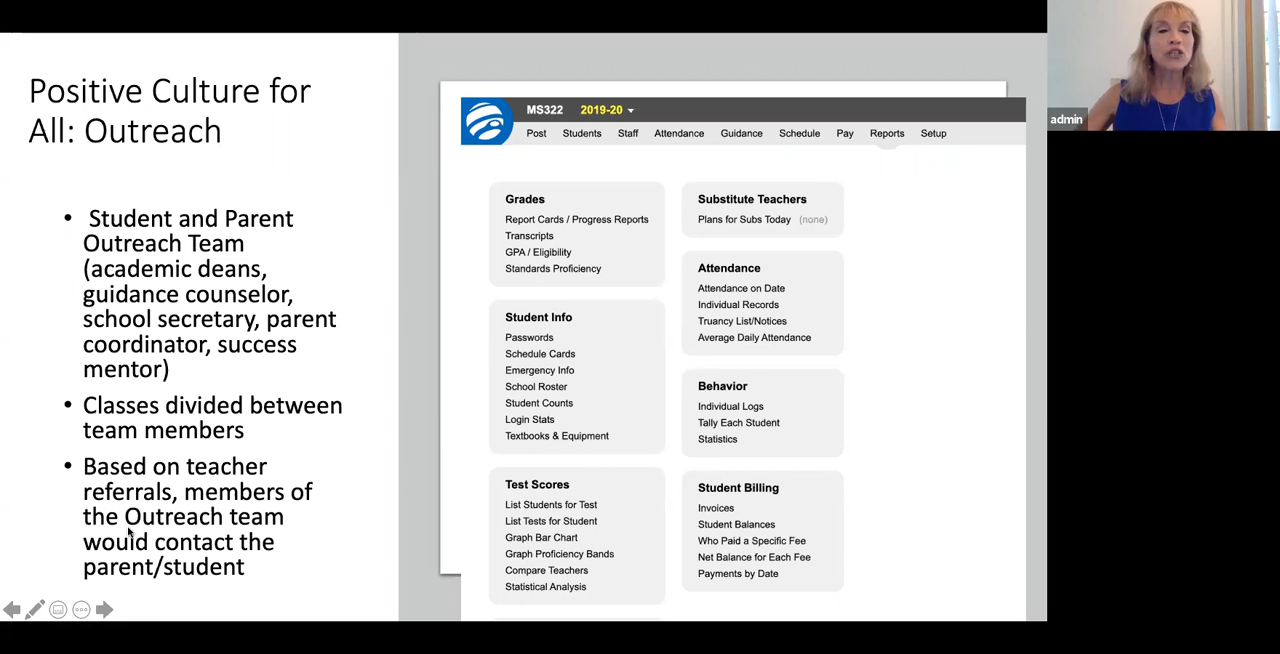 Positive Culture for
All: Outreach
• Student and Parent
Outreach Team
(academic deans,
guidance counselor,
school secretary, parent
coordinator, success
mentor)
• Classes divided between
team members
• Based on teacher
referrals, members of
the Outreach team
would contact the
parent/student
MS322 2019-20
Post Students Staff Attendance Guidance Schedule Pay Reports Setup
Grades
Report Cards / Progress Reports
Transcripts
GPA / Eligibility
Standards Proficiency
Student Info
Passwords
Schedule Cards
Emergency Info
School Roster
Student Counts
Login Stats
Textbooks & Equipment
Test Scores
List Students for Test
List Tests for Student
Graph Bar Chart
Graph Proficiency Bands
Compare Teachers
Statistical Analysis
Substitute Teachers
Plans for Subs Today (none)
Attendance
Attendance on Date
Individual Records
Truancy List/Notices
Average Daily Attendance
Behavior
Individual Logs
Tally Each Student
Statistics
Student Billing
Invoices
Student Balances
Who Paid a Specific Fee
Net Balance for Each Fee
Payments by Date
admin